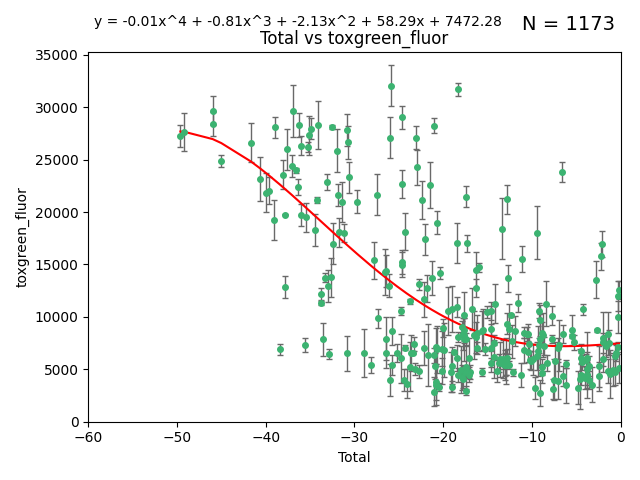 y = -0.01x^4 + -0.81x^3 + -2.13x^2 + 58.29x + 7472.28 N = 1173
Total vs toxgreen_fluor
35000
30000
25000
20000
15000
10000
5000
0
toxgreen_fluor
−60 −50 −40 −30 −20 −10 0
Total